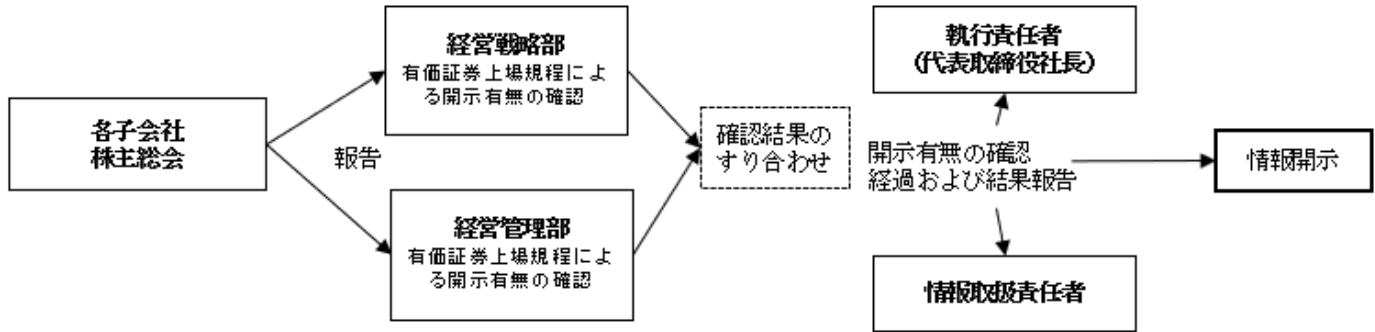 各子会社
株主総会
報告
経営戦略部
有価証券上場規程によ
る開示有無の確認
経営管理部
有価証券上場規程によ
る開示有無の確認
確認結果の
すり合わせ
執行責任者
（代表取締役社長）
開示有無の確認
経過および結果報告
情報取扱責任者
情報開示